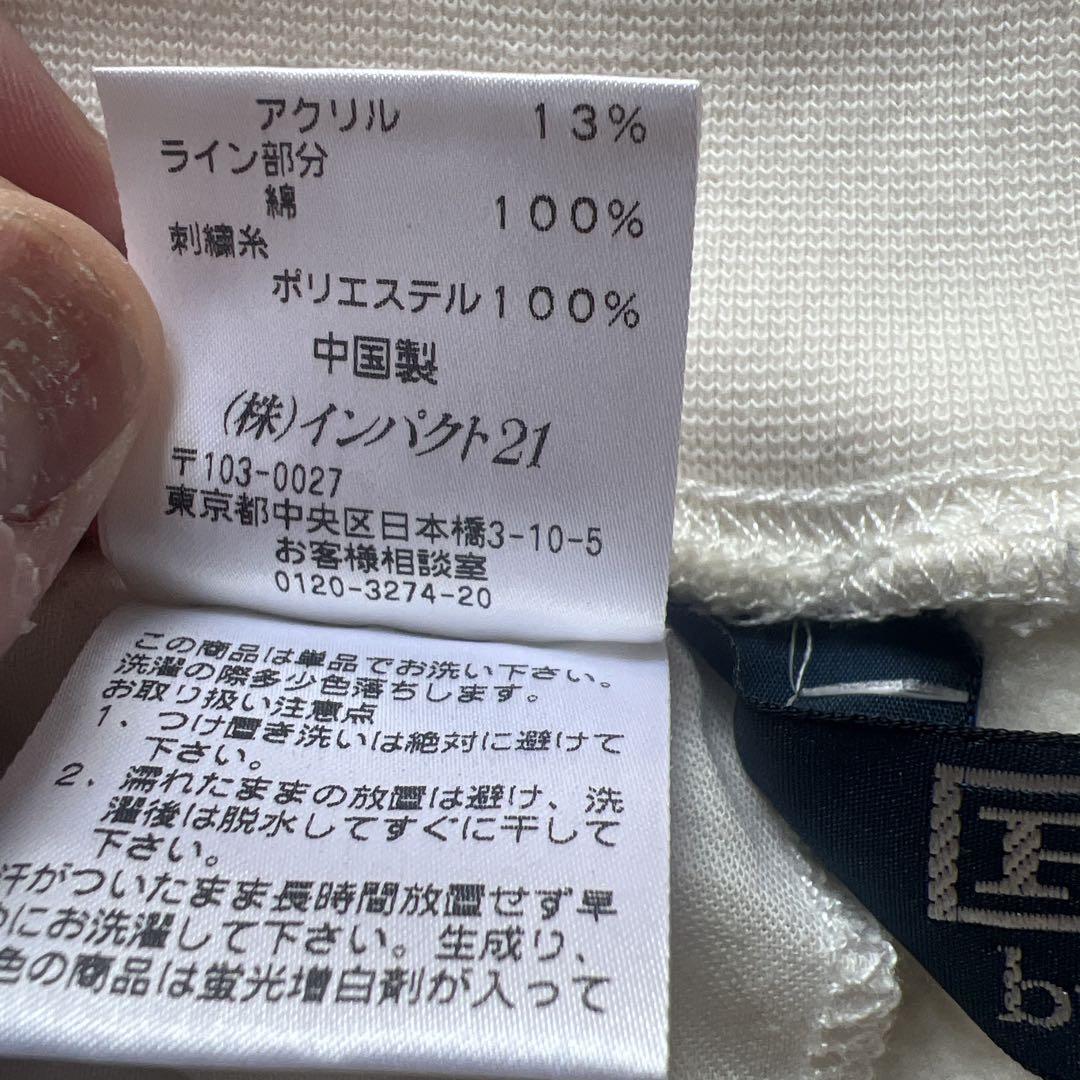 アクリル 13%
ライン部分
綿 100%
刺繍糸
ポリエステル100%
中国製
(株)インパクト21
〒103-0027
東京都中央区日本橋3-10-5
お客様相談室
0120-3274-20
この商品は単品でお洗い下さい。
洗濯の際多少色落ちします。
お取り扱い注意点
1、つけ置き洗いは絶対に避けて
下さい。
2、濡れたままの放置は避け、洗
濯後は脱水してすぐに干して
下さい。
汗がついたまま長時間放置せず早
めにお洗濯して下さい。生成り、
色の商品は蛍光増白剤が入って